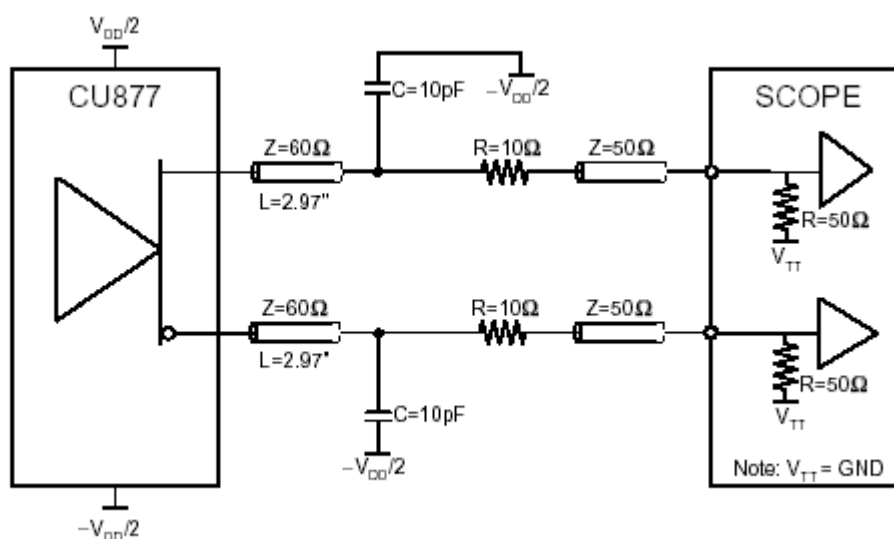 V_DD/2
CU877
C=10pF
–V_DD/2
SCOPE
Z=60Ω
R=10Ω
Z=50Ω
L=2.97"
R=50Ω
V_TT
Z=60Ω
R=10Ω
Z=50Ω
L=2.97"
R=50Ω
V_TT
C=10pF
–V_DD/2
Note: V_TT = GND
–V_DD/2